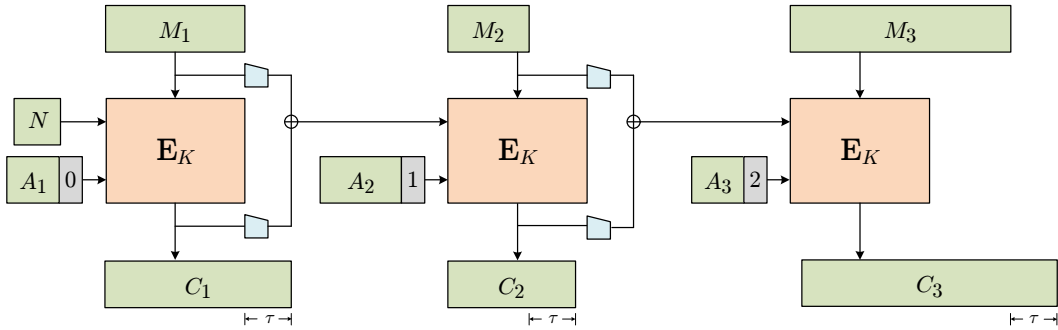 M1 M2 M3
N EK EK EK
A1 0 A2 1 A3 2
C1 C2 C3
τ τ τ